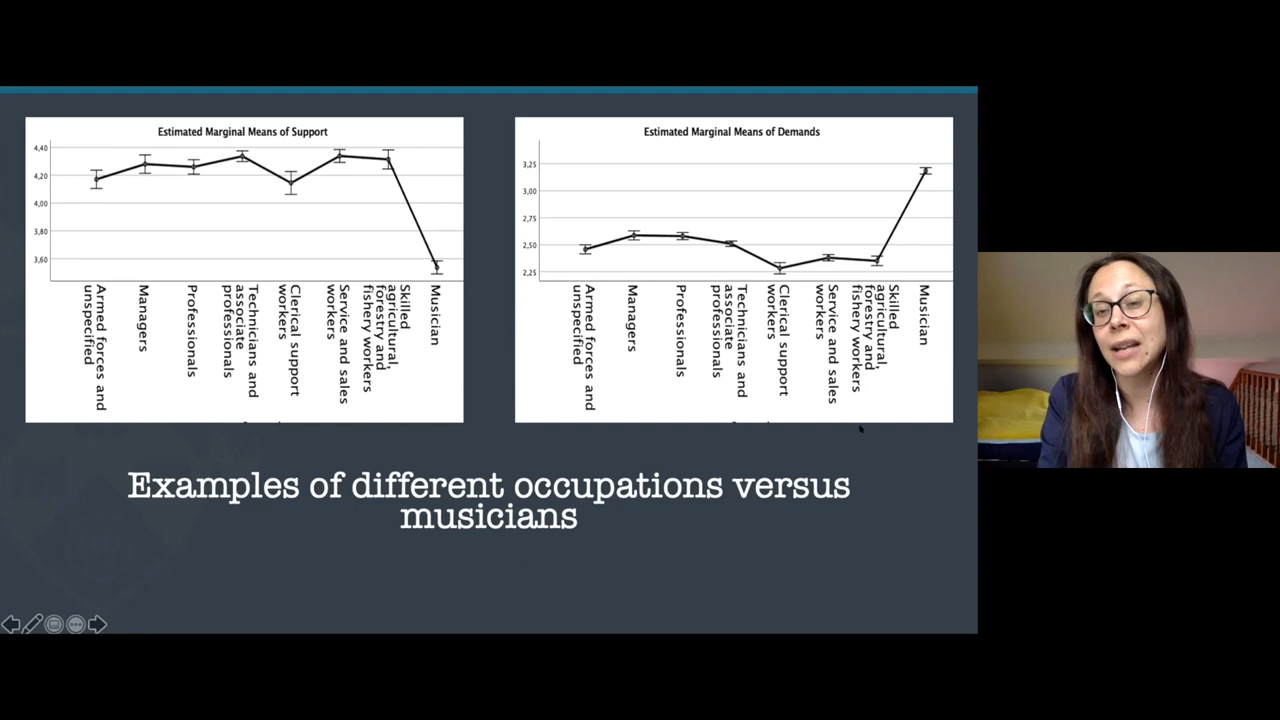 Estimated Marginal Means of Support
4,40
4,20
4,00
3,80
3,60
Armed forces and
unspecified
Managers
Professionals
Technicians and
associate
professionals
Clerical support
workers
Service and sales
workers
Skilled
agricultural,
forestry and
fishery workers
Musician
Estimated Marginal Means of Demands
3,25
3,00
2,75
2,50
2,25
Armed forces and
unspecified
Managers
Professionals
Technicians and
associate
professionals
Clerical support
workers
Service and sales
workers
Skilled
agricultural,
forestry and
fishery workers
Musician
Examples of different occupations versus
musicians